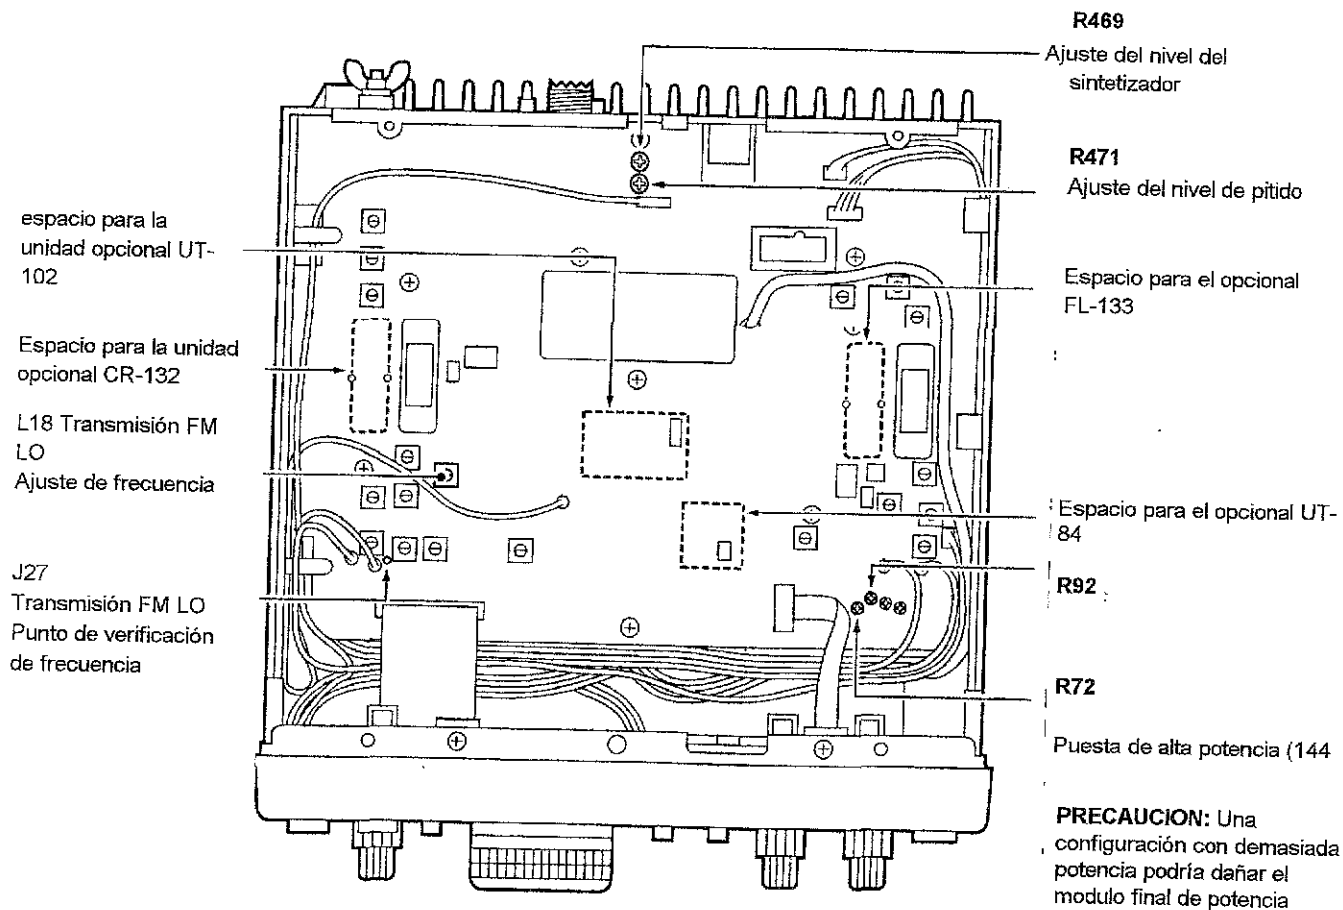 R469
Ajuste del nivel del
sintetizador
R471
Ajuste del nivel de pitido
espacio para la
unidad opcional UT-
102
Espacio para el opcional
FL-133
Espacio para la unidad
opcional CR-132
L18 Transmisión FM
LO
Ajuste de frecuencia
Espacio para el opcional UT-
84
J27
Transmisión FM LO
Punto de verificación
de frecuencia
R92
R72
Puesta de alta potencia (144
PRECAUCION: Una
configuración con demasiada
potencia podría dañar el
modulo final de potencia